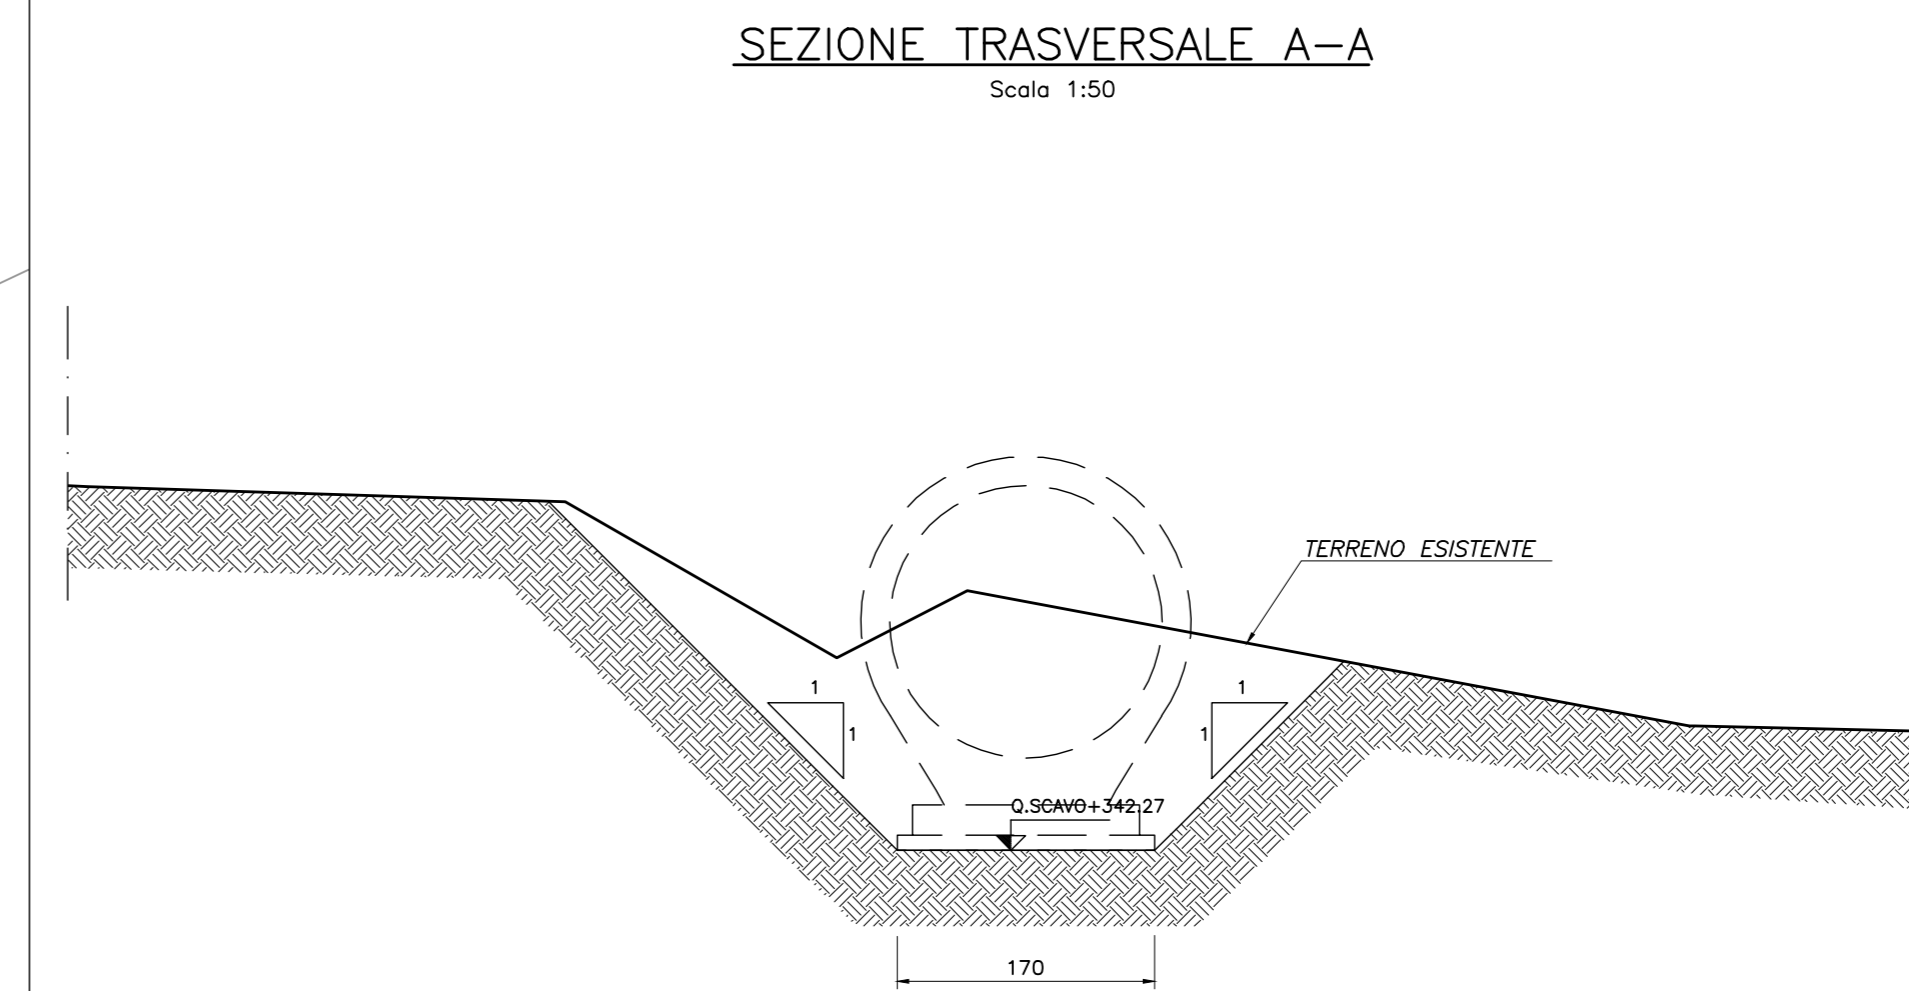 SEZIONE TRASVERSALE A-A
Scala 1:50
TERRENO ESISTENTE
1
1
1
1
Q.SCAVO+342.27
170